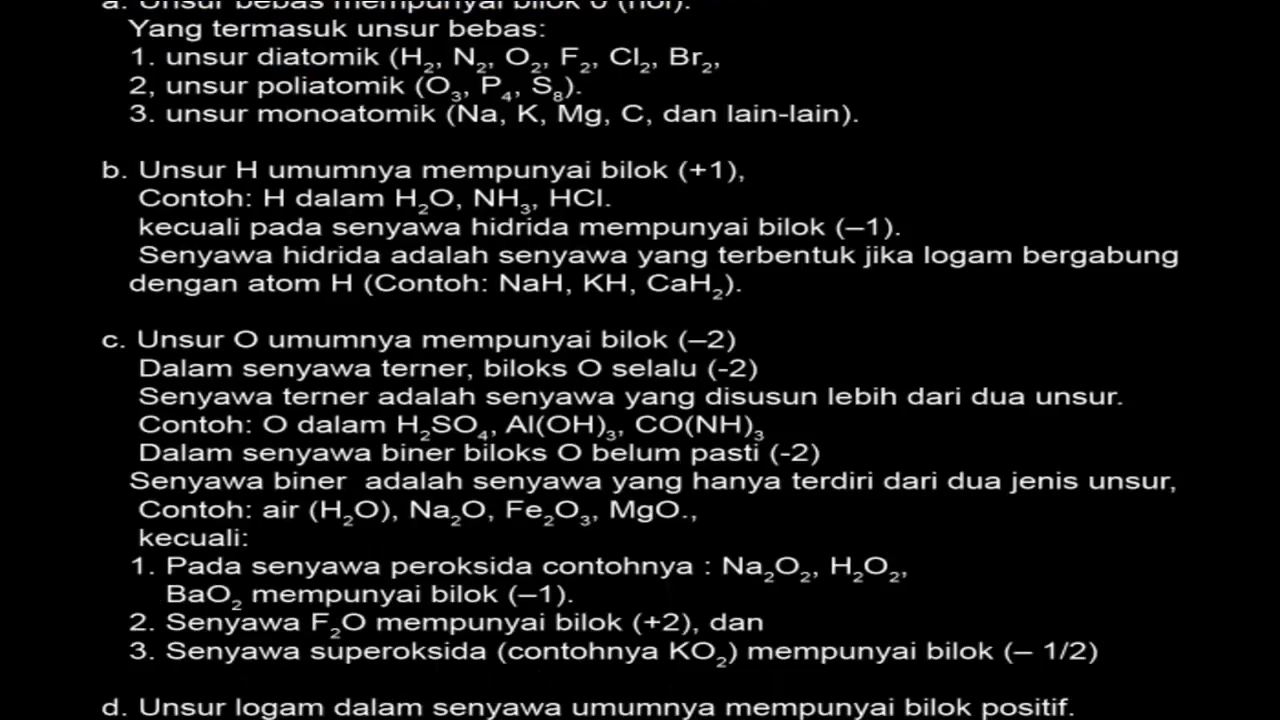 a. Unsur bebas mempunyai bilok 0 (nol).
Yang termasuk unsur bebas:
1. unsur diatomik (H₂, N₂, O₂, F₂, Cl₂, Br₂,
2, unsur poliatomik (O₃, P₄, S₈).
3. unsur monoatomik (Na, K, Mg, C, dan lain-lain).
b. Unsur H umumnya mempunyai bilok (+1),
Contoh: H dalam H₂O, NH₃, HCl.
kecuali pada senyawa hidrida mempunyai bilok (–1).
Senyawa hidrida adalah senyawa yang terbentuk jika logam bergabung
dengan atom H (Contoh: NaH, KH, CaH₂).
c. Unsur O umumnya mempunyai bilok (–2)
Dalam senyawa terner, biloks O selalu (-2)
Senyawa terner adalah senyawa yang disusun lebih dari dua unsur.
Contoh: O dalam H₂SO₄, Al(OH)₃, CO(NH)₃
Dalam senyawa biner biloks O belum pasti (-2)
Senyawa biner adalah senyawa yang hanya terdiri dari dua jenis unsur,
Contoh: air (H₂O), Na₂O, Fe₂O₃, MgO.,
kecuali:
1. Pada senyawa peroksida contohnya : Na₂O₂, H₂O₂,
BaO₂ mempunyai bilok (–1).
2. Senyawa F₂O mempunyai bilok (+2), dan
3. Senyawa superoksida (contohnya KO₂) mempunyai bilok (– 1/2)
d. Unsur logam dalam senyawa umumnya mempunyai bilok positif.